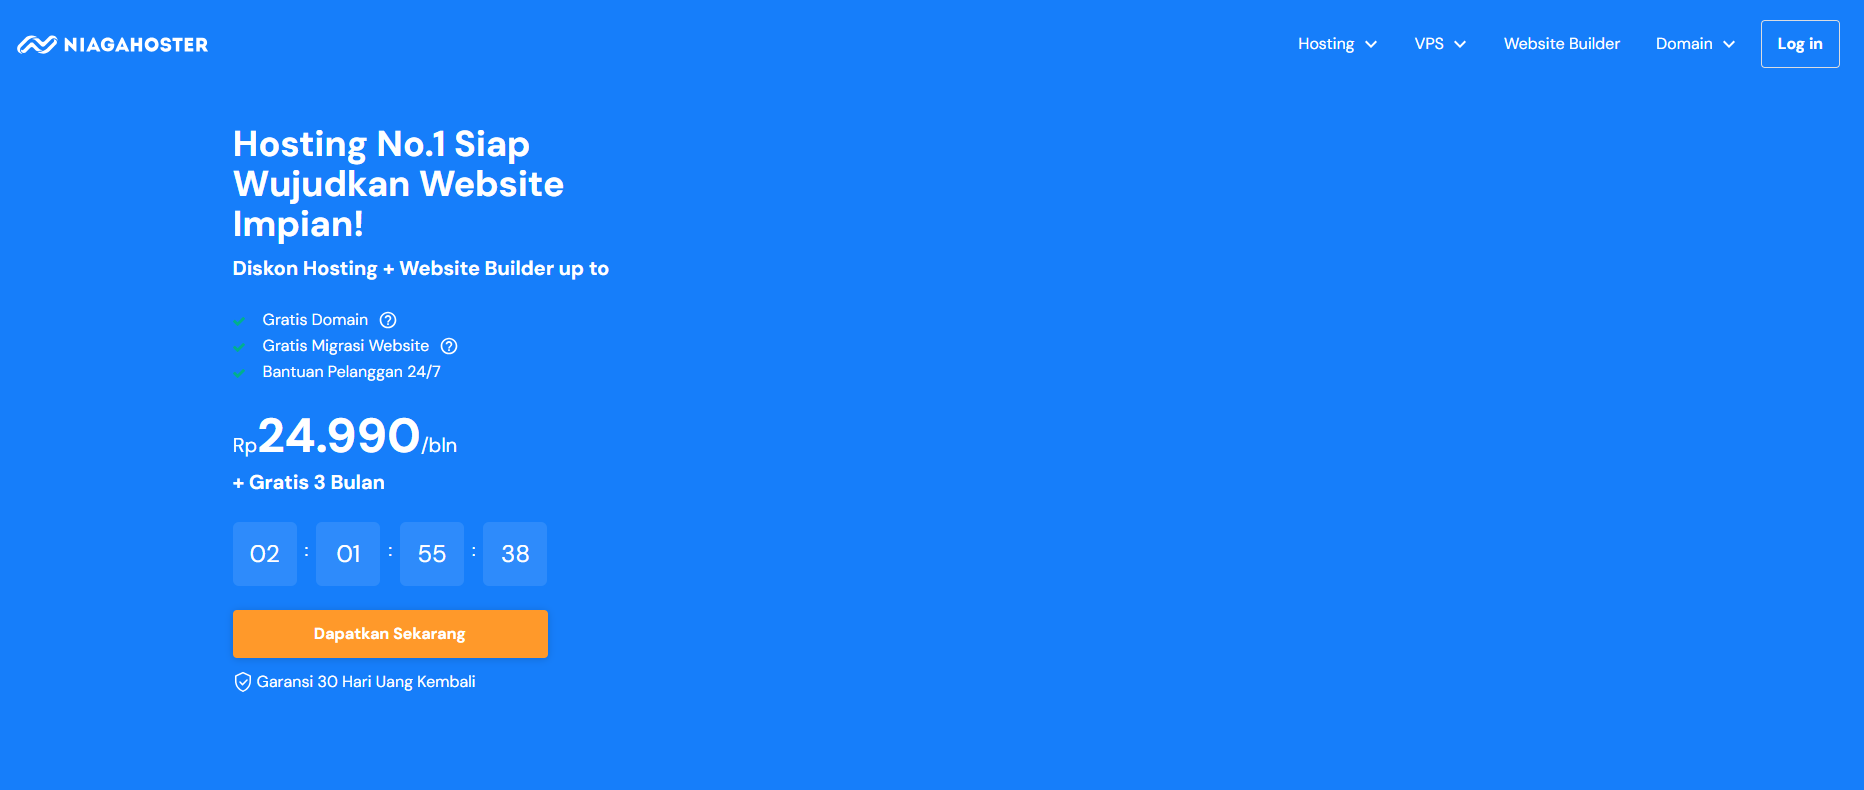 NIAGAHOSTER
Hosting VPS Website Builder Domain Log in
Hosting No.1 Siap
Wujudkan Website
Impian!
Diskon Hosting + Website Builder up to
Gratis Domain
Gratis Migrasi Website
Bantuan Pelanggan 24/7
Rp24.990/bln
+ Gratis 3 Bulan
02 : 01 : 55 : 38
Dapatkan Sekarang
Garansi 30 Hari Uang Kembali